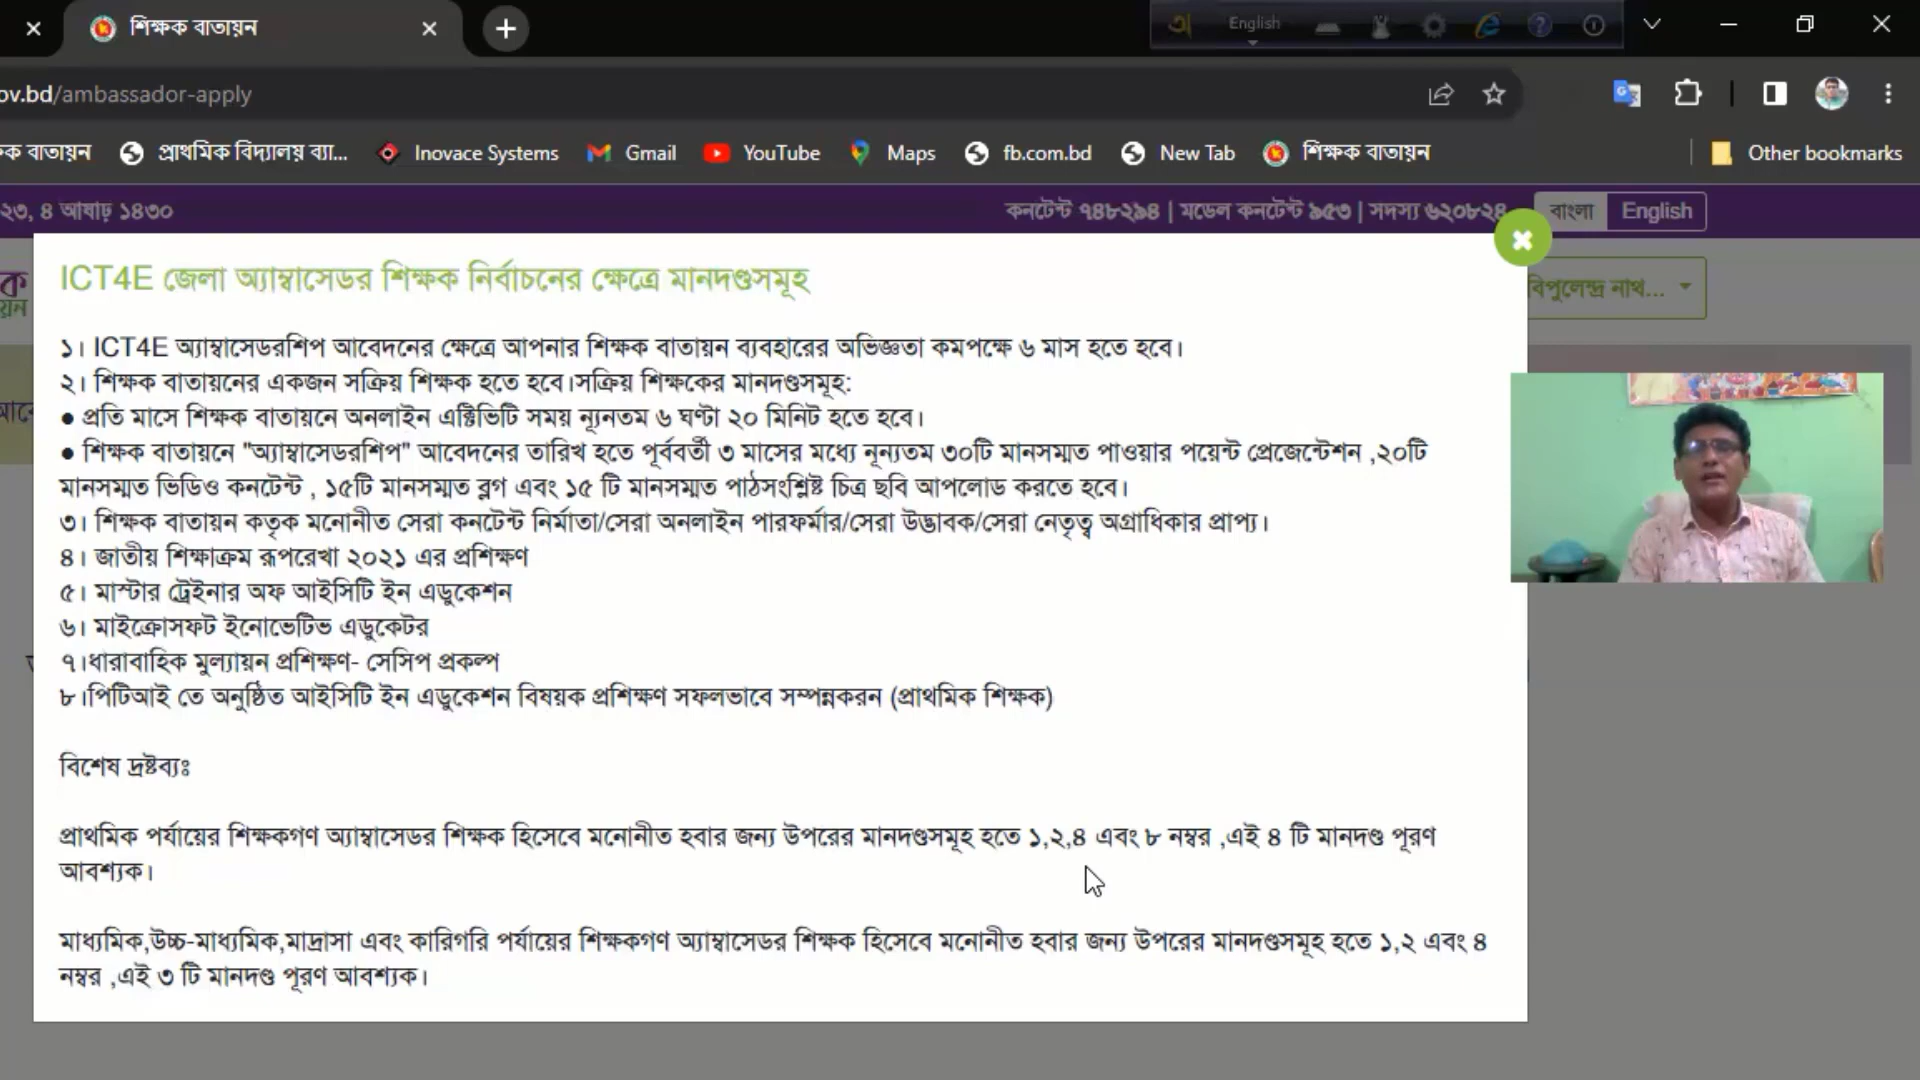 শিক্ষক বাতায়ন
English
ov.bd/ambassador-apply
ক বাতায়ন
প্রাথমিক বিদ্যালয় ব্যা...
Inovace Systems
Gmail
YouTube
Maps
fb.com.bd
New Tab
শিক্ষক বাতায়ন
Other bookmarks
২৩, ৪ আষাঢ় ১৪৩০
কনটেন্ট ৭৪৮২৯৪ | মডেল কনটেন্ট ৯৫৩ | সদস্য ৬২০৮২৪
বাংলা
English
বিপুলেন্দ্র নাথ...
ICT4E জেলা অ্যাম্বাসেডর শিক্ষক নির্বাচনের ক্ষেত্রে মানদণ্ডসমূহ
১। ICT4E অ্যাম্বাসেডরশিপ আবেদনের ক্ষেত্রে আপনার শিক্ষক বাতায়ন ব্যবহারের অভিজ্ঞতা কমপক্ষে ৬ মাস হতে হবে।
২। শিক্ষক বাতায়নের একজন সক্রিয় শিক্ষক হতে হবে।সক্রিয় শিক্ষকের মানদণ্ডসমূহ:
● প্রতি মাসে শিক্ষক বাতায়নে অনলাইন এক্টিভিটি সময় ন্যূনতম ৬ ঘণ্টা ২০ মিনিট হতে হবে।
● শিক্ষক বাতায়নে "অ্যাম্বাসেডরশিপ" আবেদনের তারিখ হতে পূর্ববর্তী ৩ মাসের মধ্যে নূন্যতম ৩০টি মানসম্মত পাওয়ার পয়েন্ট প্রেজেন্টেশন ,২০টি
মানসম্মত ভিডিও কনটেন্ট , ১৫টি মানসম্মত ব্লগ এবং ১৫ টি মানসম্মত পাঠসংশ্লিষ্ট চিত্র ছবি আপলোড করতে হবে।
৩। শিক্ষক বাতায়ন কতৃক মনোনীত সেরা কনটেন্ট নির্মাতা/সেরা অনলাইন পারফর্মার/সেরা উদ্ভাবক/সেরা নেতৃত্ব অগ্রাধিকার প্রাপ্য।
৪। জাতীয় শিক্ষাক্রম রূপরেখা ২০২১ এর প্রশিক্ষণ
৫। মাস্টার ট্রেইনার অফ আইসিটি ইন এডুকেশন
৬। মাইক্রোসফট ইনোভেটিভ এডুকেটর
৭।ধারাবাহিক মুল্যায়ন প্রশিক্ষণ- সেসিপ প্রকল্প
৮।পিটিআই তে অনুষ্ঠিত আইসিটি ইন এডুকেশন বিষয়ক প্রশিক্ষণ সফলভাবে সম্পন্নকরন (প্রাথমিক শিক্ষক)
বিশেষ দ্রষ্টব্যঃ
প্রাথমিক পর্যায়ের শিক্ষকগণ অ্যাম্বাসেডর শিক্ষক হিসেবে মনোনীত হবার জন্য উপরের মানদণ্ডসমূহ হতে ১,২,৪ এবং ৮ নম্বর ,এই ৪ টি মানদণ্ড পূরণ
আবশ্যক।
মাধ্যমিক,উচ্চ-মাধ্যমিক,মাদ্রাসা এবং কারিগরি পর্যায়ের শিক্ষকগণ অ্যাম্বাসেডর শিক্ষক হিসেবে মনোনীত হবার জন্য উপরের মানদণ্ডসমূহ হতে ১,২ এবং ৪
নম্বর ,এই ৩ টি মানদণ্ড পূরণ আবশ্যক।